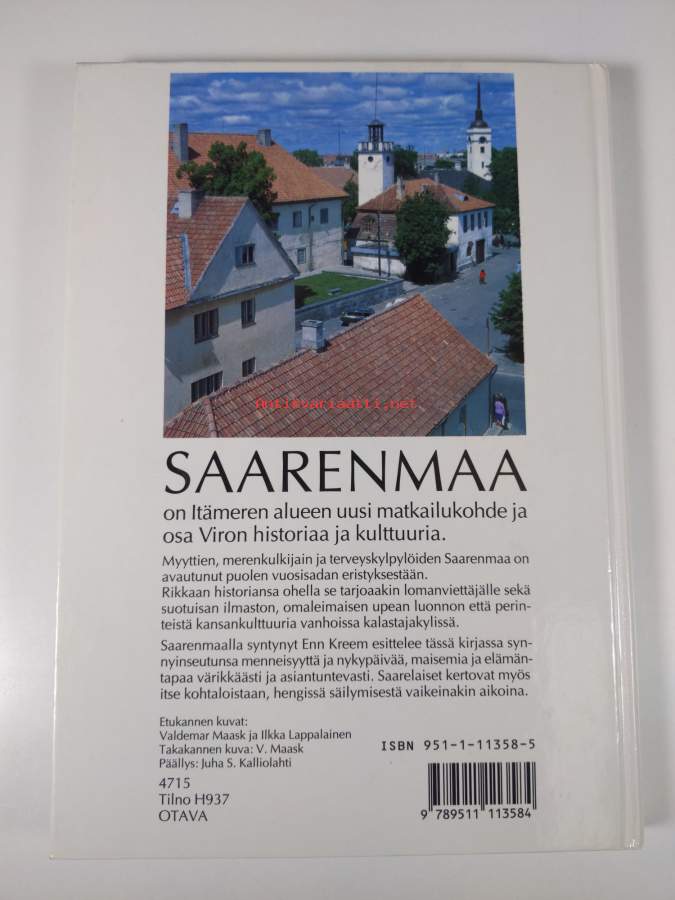 antikvariaatti.net
SAARENMAA
on Itämeren alueen uusi matkailukohde ja
osa Viron historiaa ja kulttuuria.
Myyttien, merenkulkijain ja terveyskylpylöiden Saarenmaa on
avautunut puolen vuosisadan eristyksestään.
Rikkaan historiansa ohella se tarjoaakin lomanviettäjälle sekä
suotuisan ilmaston, omaleimaisen upean luonnon että perin-
teistä kansankulttuuria vanhoissa kalastajakylissä.
Saarenmaalla syntynyt Enn Kreem esittelee tässä kirjassa syn-
nyinseutunsa menneisyyttä ja nykypäivää, maisemia ja elämän-
tapaa värikkäästi ja asiantuntevasti. Saarelaiset kertovat myös
itse kohtaloistaan, hengissä säilymisestä vaikeinakin aikoina.
Etukannen kuvat:
Valdemar Maask ja Ilkka Lappalainen
Takakannen kuva: V. Maask
Päällys: Juha S. Kalliolahti
4715
Tilno H937
OTAVA
ISBN 951-1-11358-5
9 789511 113584